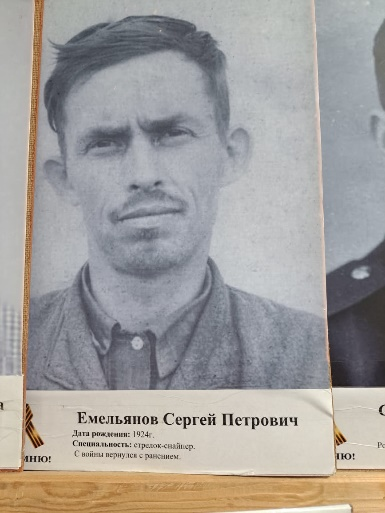 Емельянов Сергей Петрович
Дата рождения: 1924г.
Специальность: стрелок-снайпер.
С войны вернулся с ранением.